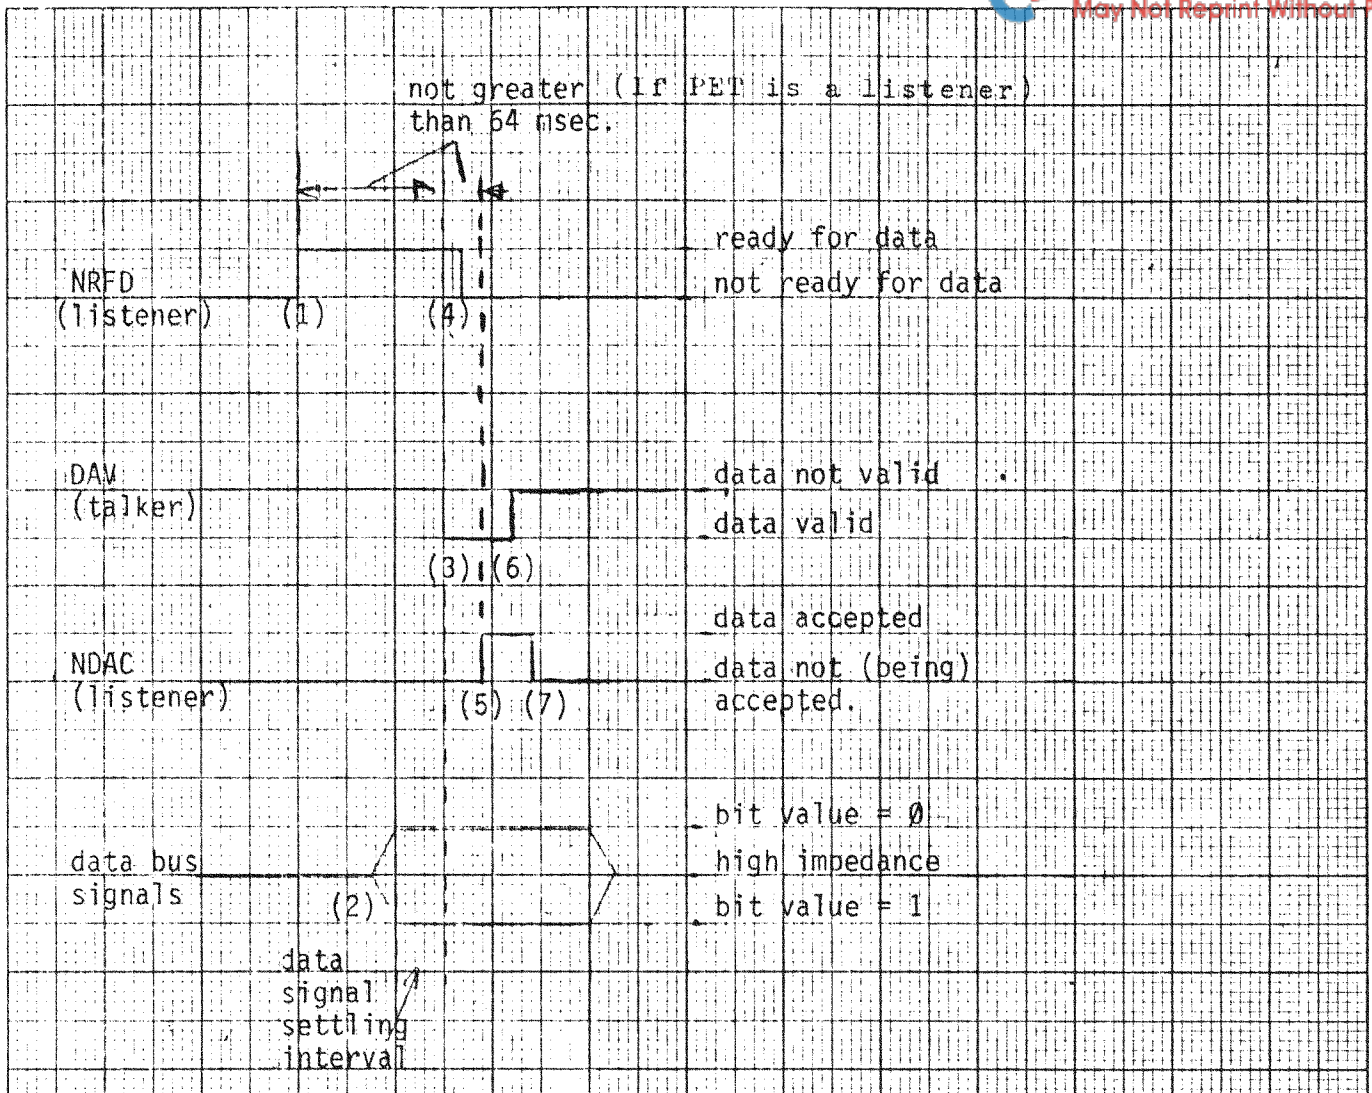 May Not Reprint Without
not greater (If PET is a listener)
than 64 msec.
ready for data
NRFD
not ready for data
(listener) (1) (4)
DAV
data not valid
(talker)
data valid
(3) (6)
data accepted
NDAC
data not (being)
(listener)
accepted.
(5) (7)
bit value = 0
data bus
high impedance
signals
(2)
bit value = 1
data
signal
settling
interval